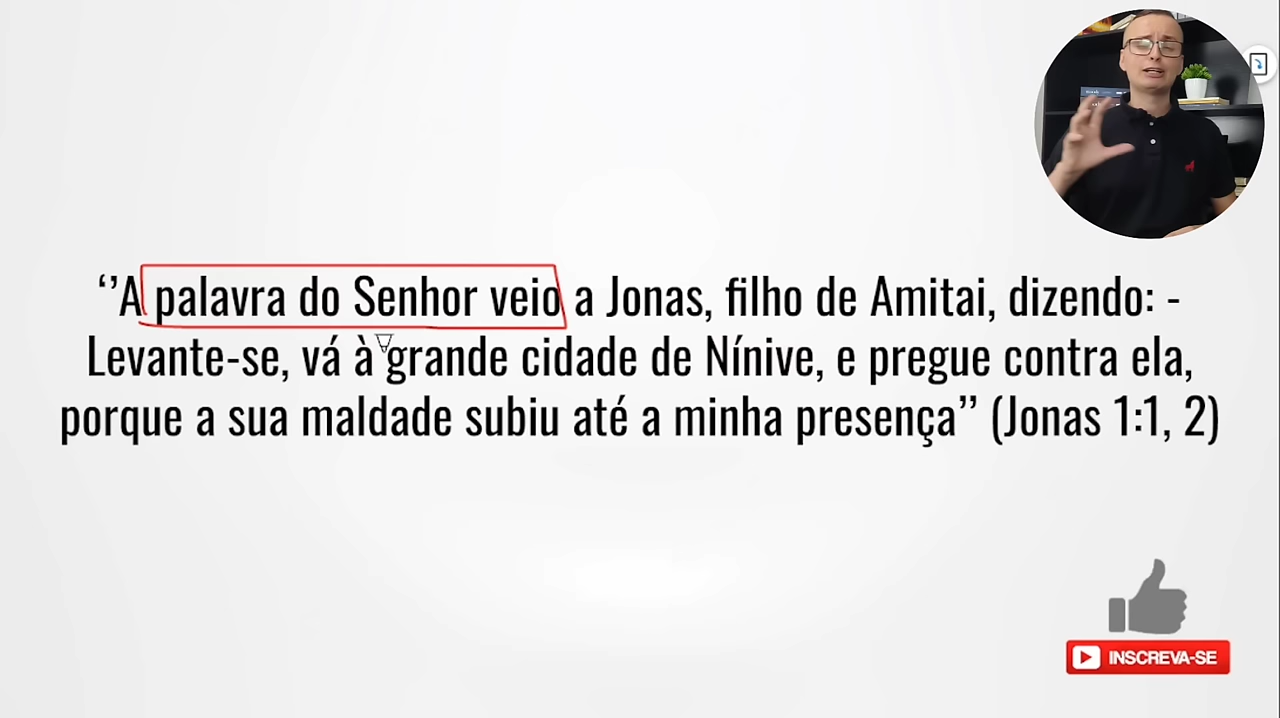 ‘’A palavra do Senhor veio a Jonas, filho de Amitai, dizendo: -
Levante-se, vá à grande cidade de Nínive, e pregue contra ela,
porque a sua maldade subiu até a minha presença’’ (Jonas 1:1, 2)
INSCREVA-SE